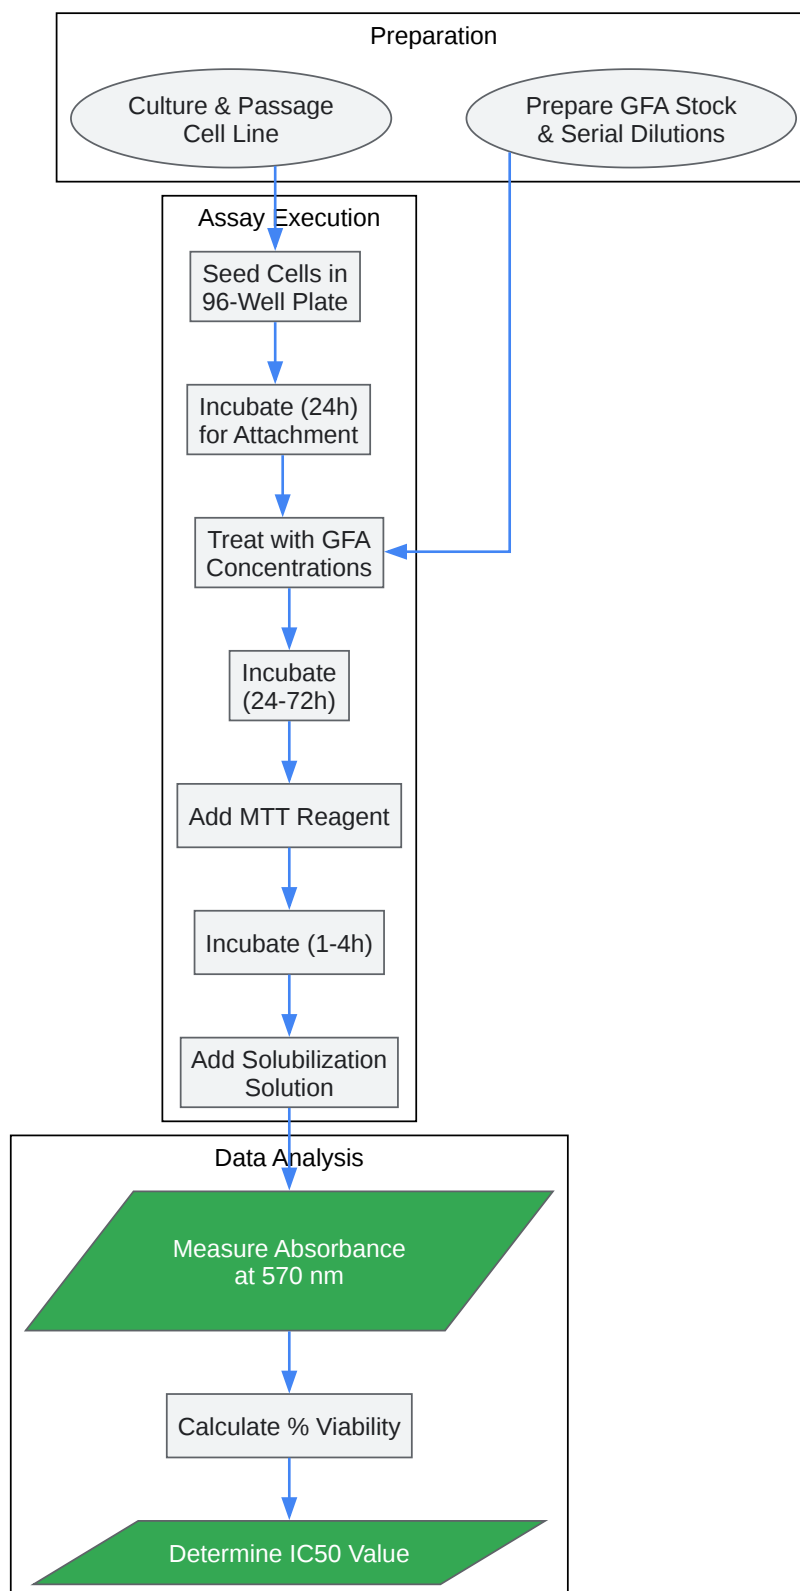 Preparation
Culture & Passage
Cell Line
Prepare GFA Stock
& Serial Dilutions
Assay Execution
Seed Cells in
96-Well Plate
Incubate (24h)
for Attachment
Treat with GFA
Concentrations
Incubate
(24-72h)
Add MTT Reagent
Incubate (1-4h)
Add Solubilization
Solution
Data Analysis
Measure Absorbance
at 570 nm
Calculate % Viability
Determine IC50 Value